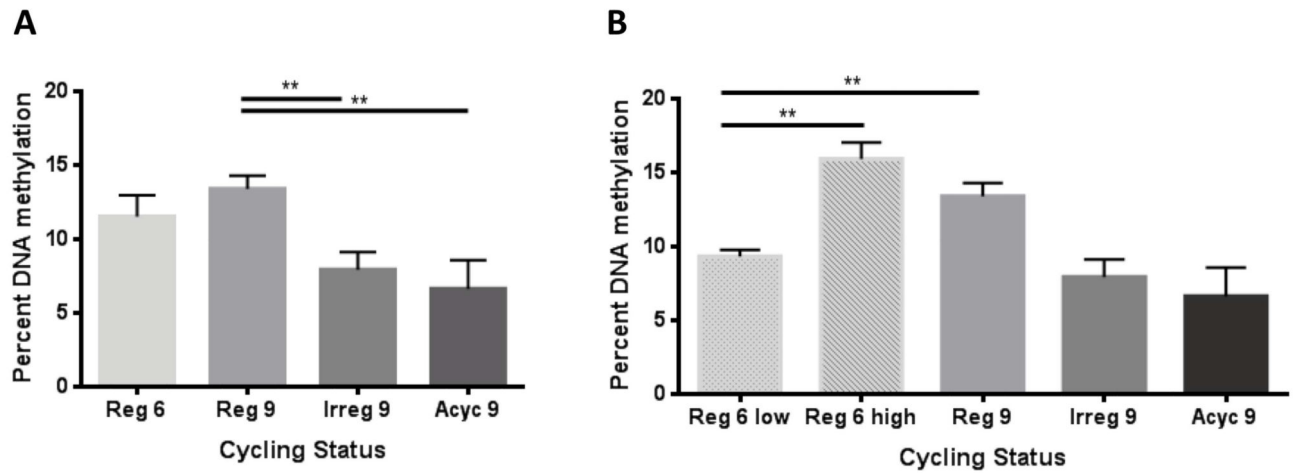 A
Percent DNA methylation
20
15
10
5
0
**
**
Reg 6 Reg 9 Irreg 9 Acyc 9
Cycling Status
B
Percent DNA methylation
20
15
10
5
0
**
**
Reg 6 low Reg 6 high Reg 9 Irreg 9 Acyc 9
Cycling Status